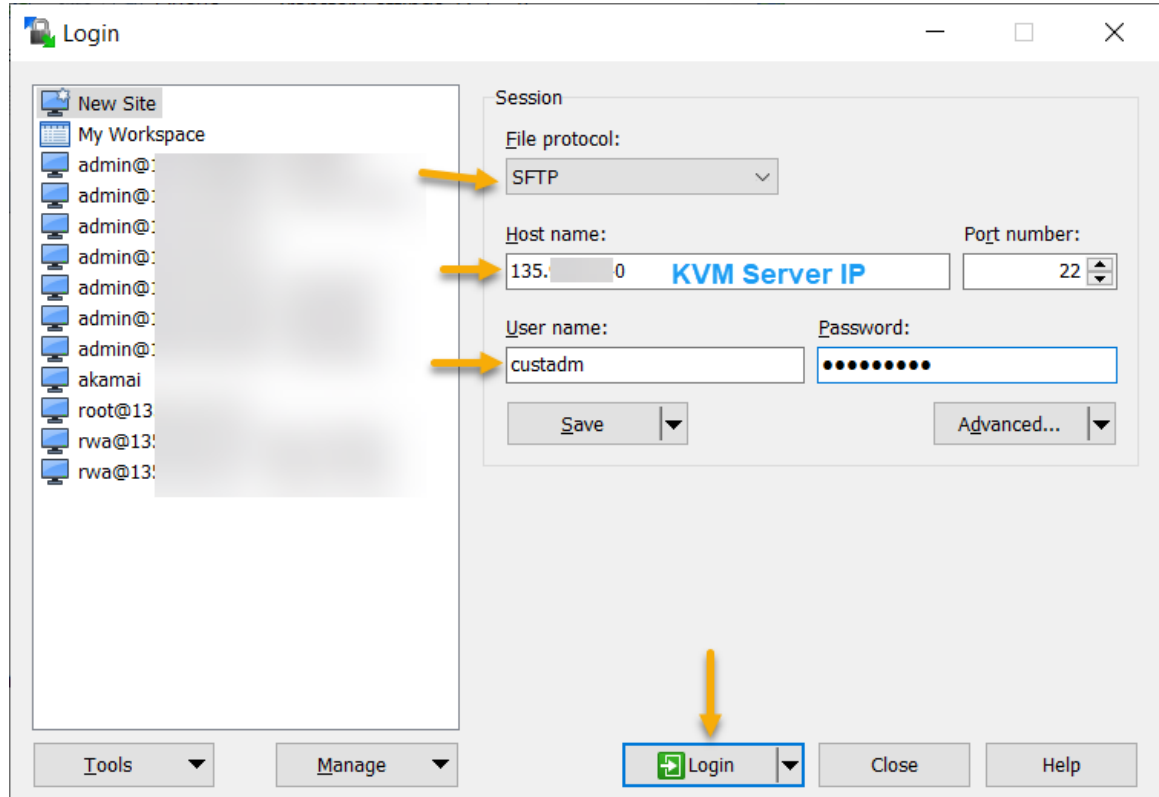 Login
New Site
My Workspace
admin@1
admin@1
admin@1
admin@1
admin@1
admin@1
admin@1
akamai
root@13
rwa@135
rwa@135
Session
File protocol:
SFTP
Host name:
Port number:
135. 0 KVM Server IP
22
User name:
Password:
custadm
●●●●●●●●●
Save
Advanced...
Tools
Manage
Login
Close
Help